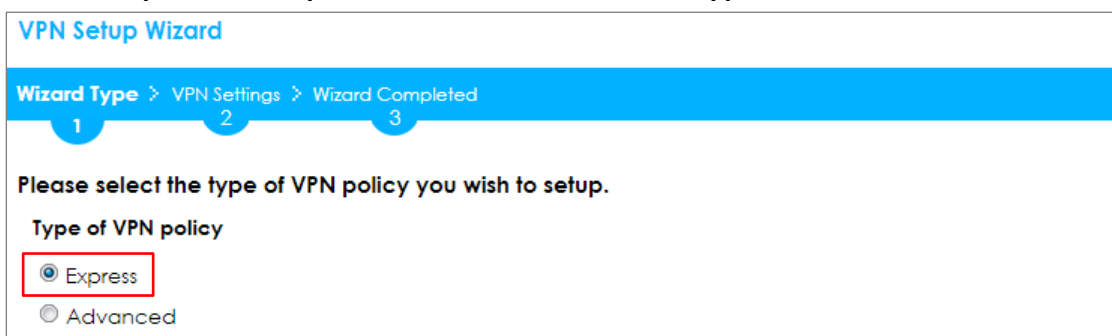 VPN Setup Wizard
Wizard Type > VPN Settings > Wizard Completed
1 2 3
Please select the type of VPN policy you wish to setup.
Type of VPN policy
Express
Advanced